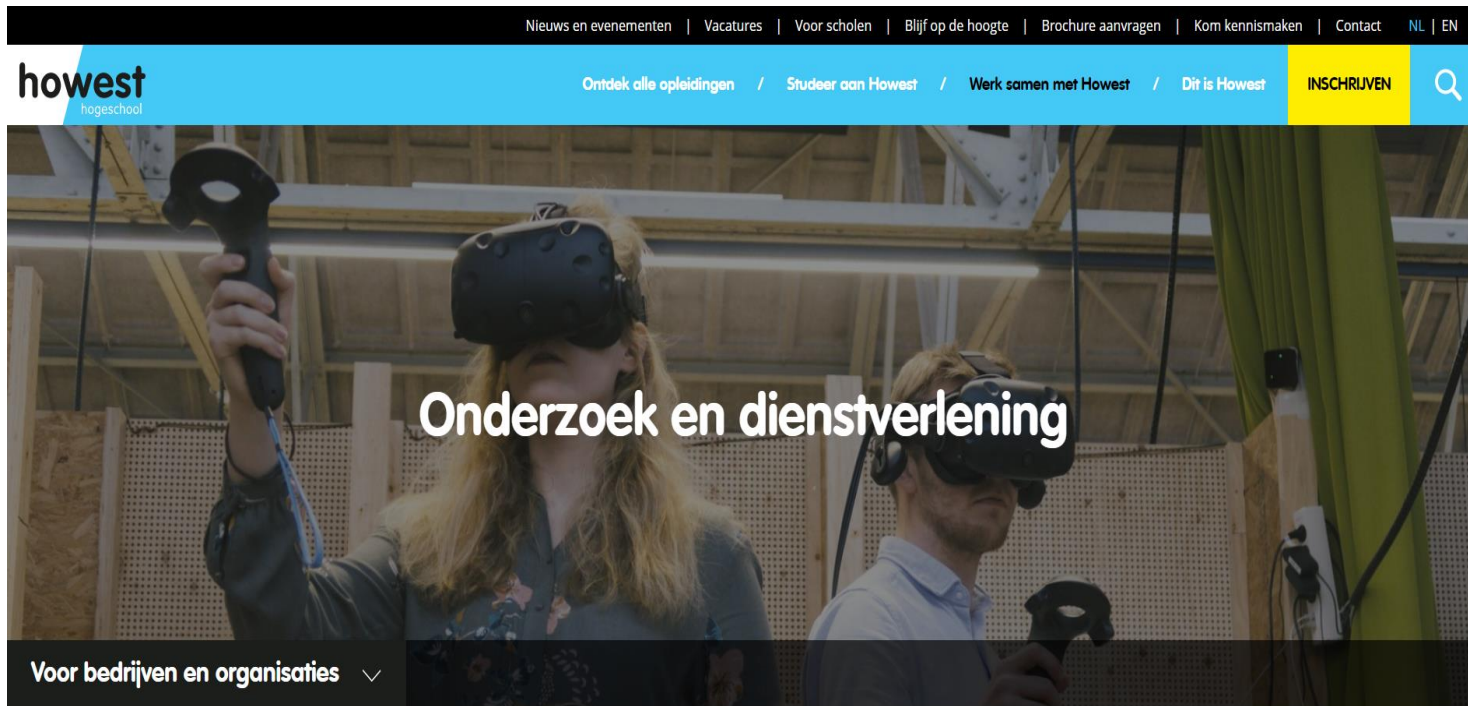 Nieuws en evenementen | Vacatures | Voor scholen | Blijf op de hoogte | Brochure aanvragen | Kom kennismaken | Contact NL | EN
howest
hogeschool
Ontdek alle opleidingen / Studeer aan Howest / Werk samen met Howest / Dit is Howest INSCHRIJVEN
Onderzoek en dienstverlening
Voor bedrijven en organisaties